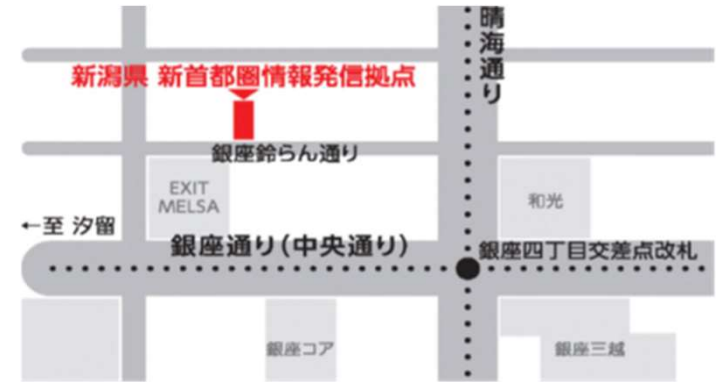 晴海通り
新潟県 新首都圏情報発信拠点
銀座鈴らん通り
EXIT
MELSA
和光
←至 汐留
銀座通り(中央通り)
銀座四丁目交差点改札
銀座コア
銀座三越